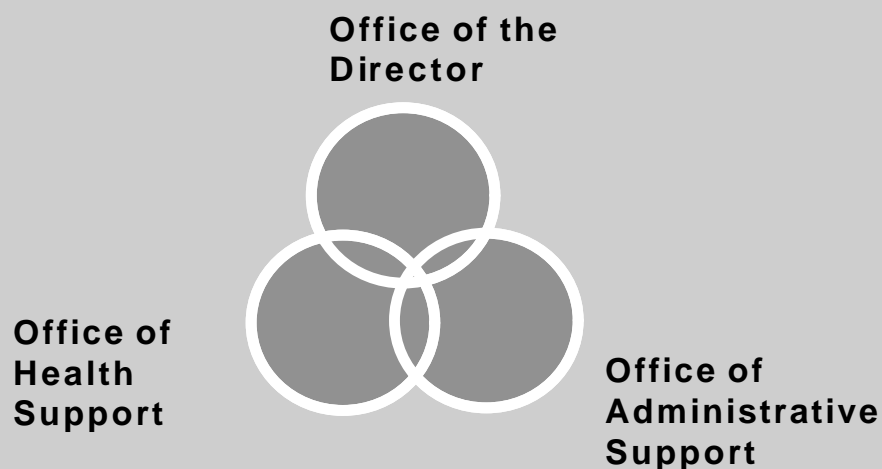 Office of the
Director
Office of
Health
Support
Office of
Administrative
Support